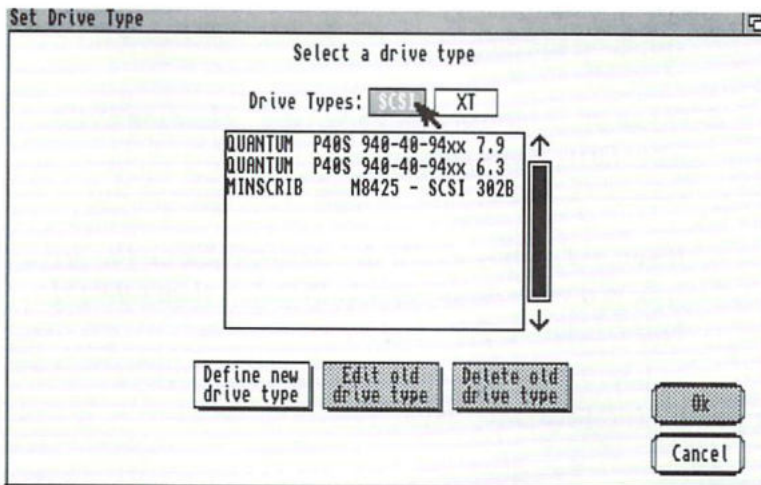 Set Drive Type
Select a drive type
Drive Types: SCSI XT
QUANTUM P40S 940-40-94xx 7.9
QUANTUM P40S 940-40-94xx 6.3
MINSCRIB M8425 - SCSI 302B
Define new drive type
Edit old drive type
Delete old drive type
Ok
Cancel